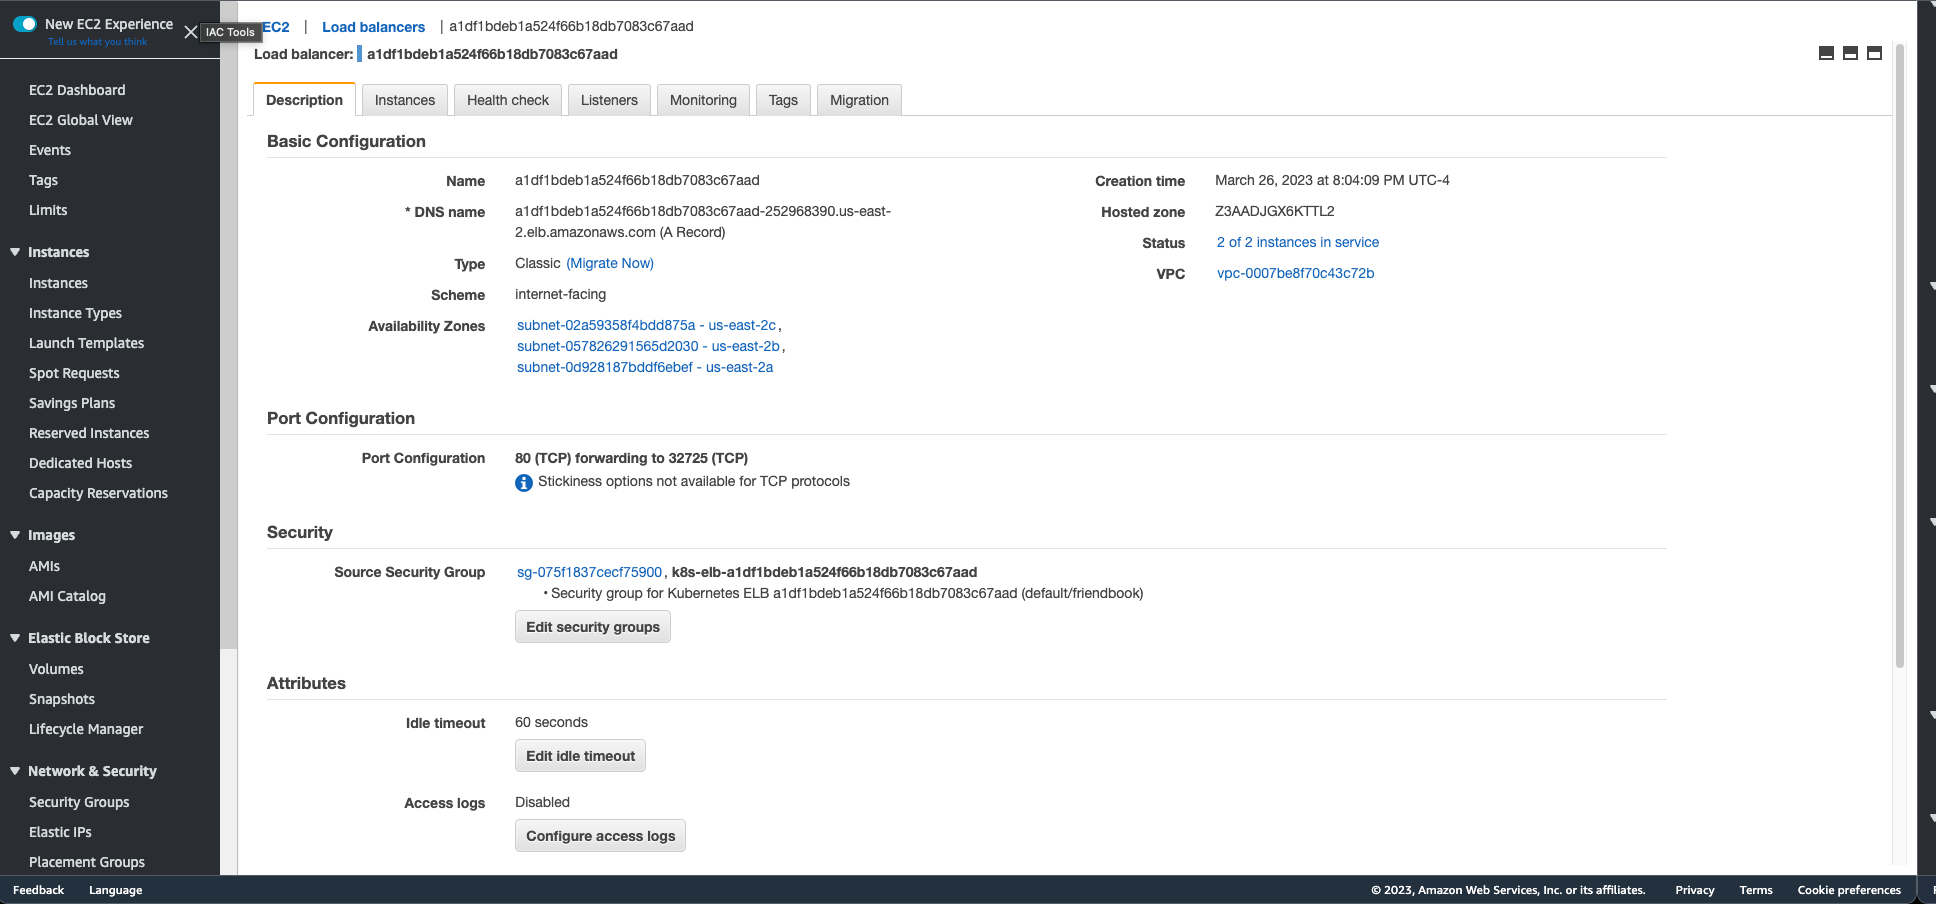 New EC2 Experience
Tell us what you think
IAC Tools
EC2 Dashboard
EC2 Global View
Events
Tags
Limits
Instances
Instances
Instance Types
Launch Templates
Spot Requests
Savings Plans
Reserved Instances
Dedicated Hosts
Capacity Reservations
Images
AMIs
AMI Catalog
Elastic Block Store
Volumes
Snapshots
Lifecycle Manager
Network & Security
Security Groups
Elastic IPs
Placement Groups
EC2 | Load balancers | a1df1bdeb1a524f66b18db7083c67aad
Load balancer: a1df1bdeb1a524f66b18db7083c67aad
Description Instances Health check Listeners Monitoring Tags Migration
Basic Configuration
Name a1df1bdeb1a524f66b18db7083c67aad
* DNS name a1df1bdeb1a524f66b18db7083c67aad-252968390.us-east-
2.elb.amazonaws.com (A Record)
Type Classic (Migrate Now)
Scheme internet-facing
Availability Zones subnet-02a59358f4bdd875a - us-east-2c,
subnet-057826291565d2030 - us-east-2b,
subnet-0d928187bddf6ebef - us-east-2a
Creation time March 26, 2023 at 8:04:09 PM UTC-4
Hosted zone Z3AADJGX6KTTL2
Status 2 of 2 instances in service
VPC vpc-0007be8f70c43c72b
Port Configuration
Port Configuration 80 (TCP) forwarding to 32725 (TCP)
Stickiness options not available for TCP protocols
Security
Source Security Group sg-075f1837cecf75900, k8s-elb-a1df1bdeb1a524f66b18db7083c67aad
• Security group for Kubernetes ELB a1df1bdeb1a524f66b18db7083c67aad (default/friendbook)
Edit security groups
Attributes
Idle timeout 60 seconds
Edit idle timeout
Access logs Disabled
Configure access logs
Feedback Language © 2023, Amazon Web Services, Inc. or its affiliates. Privacy Terms Cookie preferences